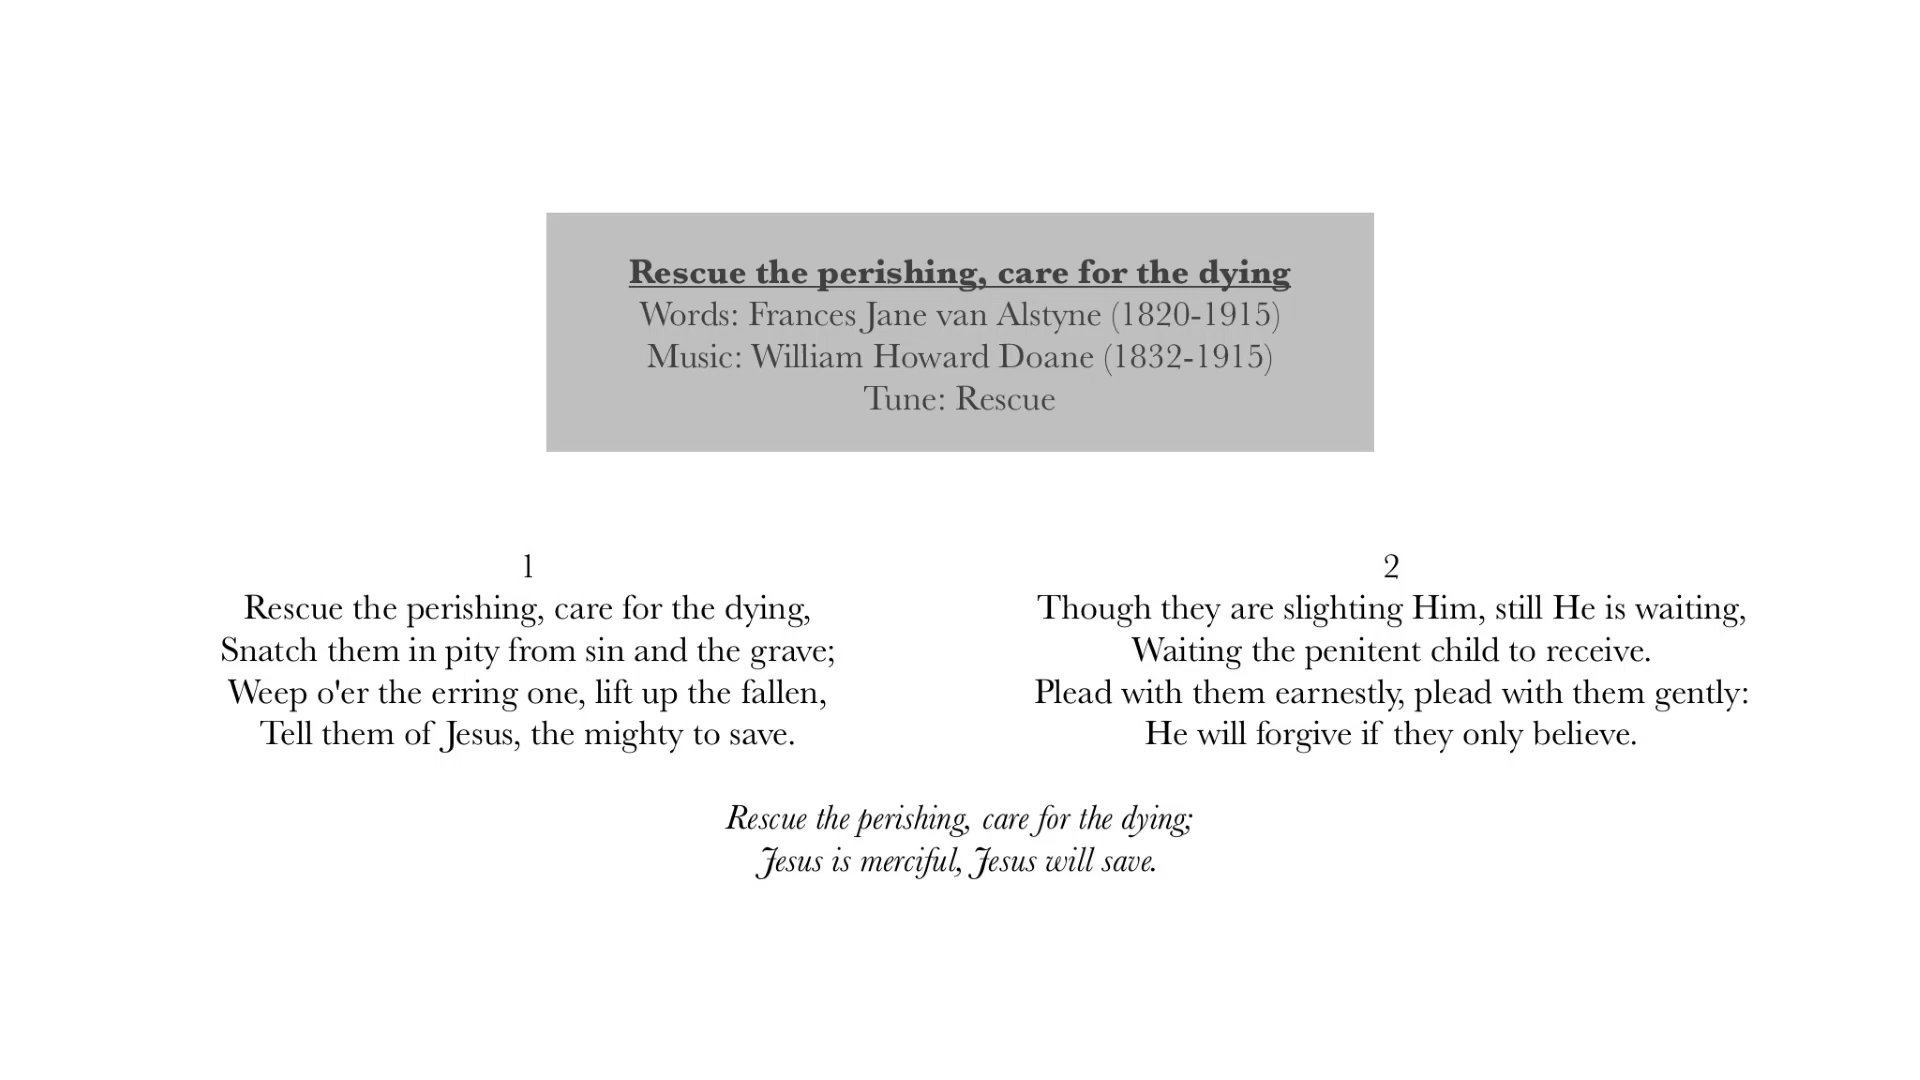 Rescue the perishing, care for the dying
Words: Frances Jane van Alstyne (1820-1915)
Music: William Howard Doane (1832-1915)
Tune: Rescue
1
Rescue the perishing, care for the dying,
Snatch them in pity from sin and the grave;
Weep o'er the erring one, lift up the fallen,
Tell them of Jesus, the mighty to save.
2
Though they are slighting Him, still He is waiting,
Waiting the penitent child to receive.
Plead with them earnestly, plead with them gently:
He will forgive if they only believe.
Rescue the perishing, care for the dying;
Jesus is merciful, Jesus will save.